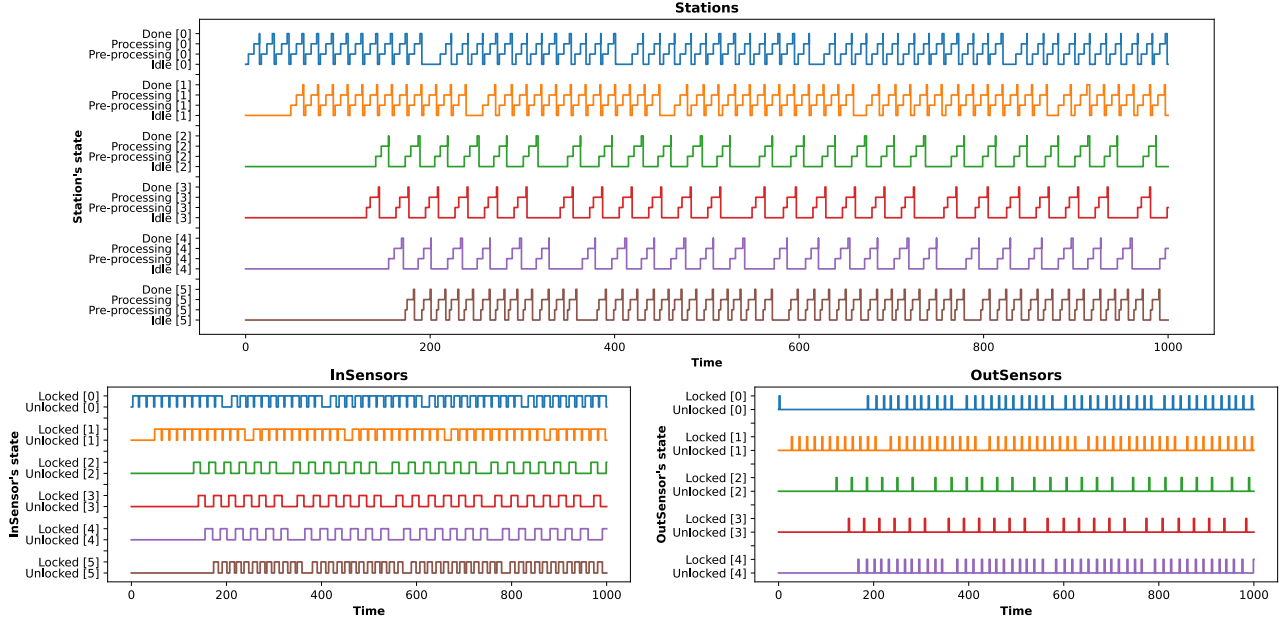 Stations
Done [0]
Processing [0]
Pre-processing [0]
Idle [0]
Done [1]
Processing [1]
Pre-processing [1]
Idle [1]
Done [2]
Processing [2]
Pre-processing [2]
Idle [2]
Done [3]
Processing [3]
Pre-processing [3]
Idle [3]
Done [4]
Processing [4]
Pre-processing [4]
Idle [4]
Done [5]
Processing [5]
Pre-processing [5]
Idle [5]
Station's state
0 200 400 600 800 1000
Time
InSensors
Locked [0]
Unlocked [0]
Locked [1]
Unlocked [1]
Locked [2]
Unlocked [2]
Locked [3]
Unlocked [3]
Locked [4]
Unlocked [4]
Locked [5]
Unlocked [5]
InSensor's state
0 200 400 600 800 1000
Time
OutSensors
Locked [0]
Unlocked [0]
Locked [1]
Unlocked [1]
Locked [2]
Unlocked [2]
Locked [3]
Unlocked [3]
Locked [4]
Unlocked [4]
OutSensor's state
0 200 400 600 800 1000
Time